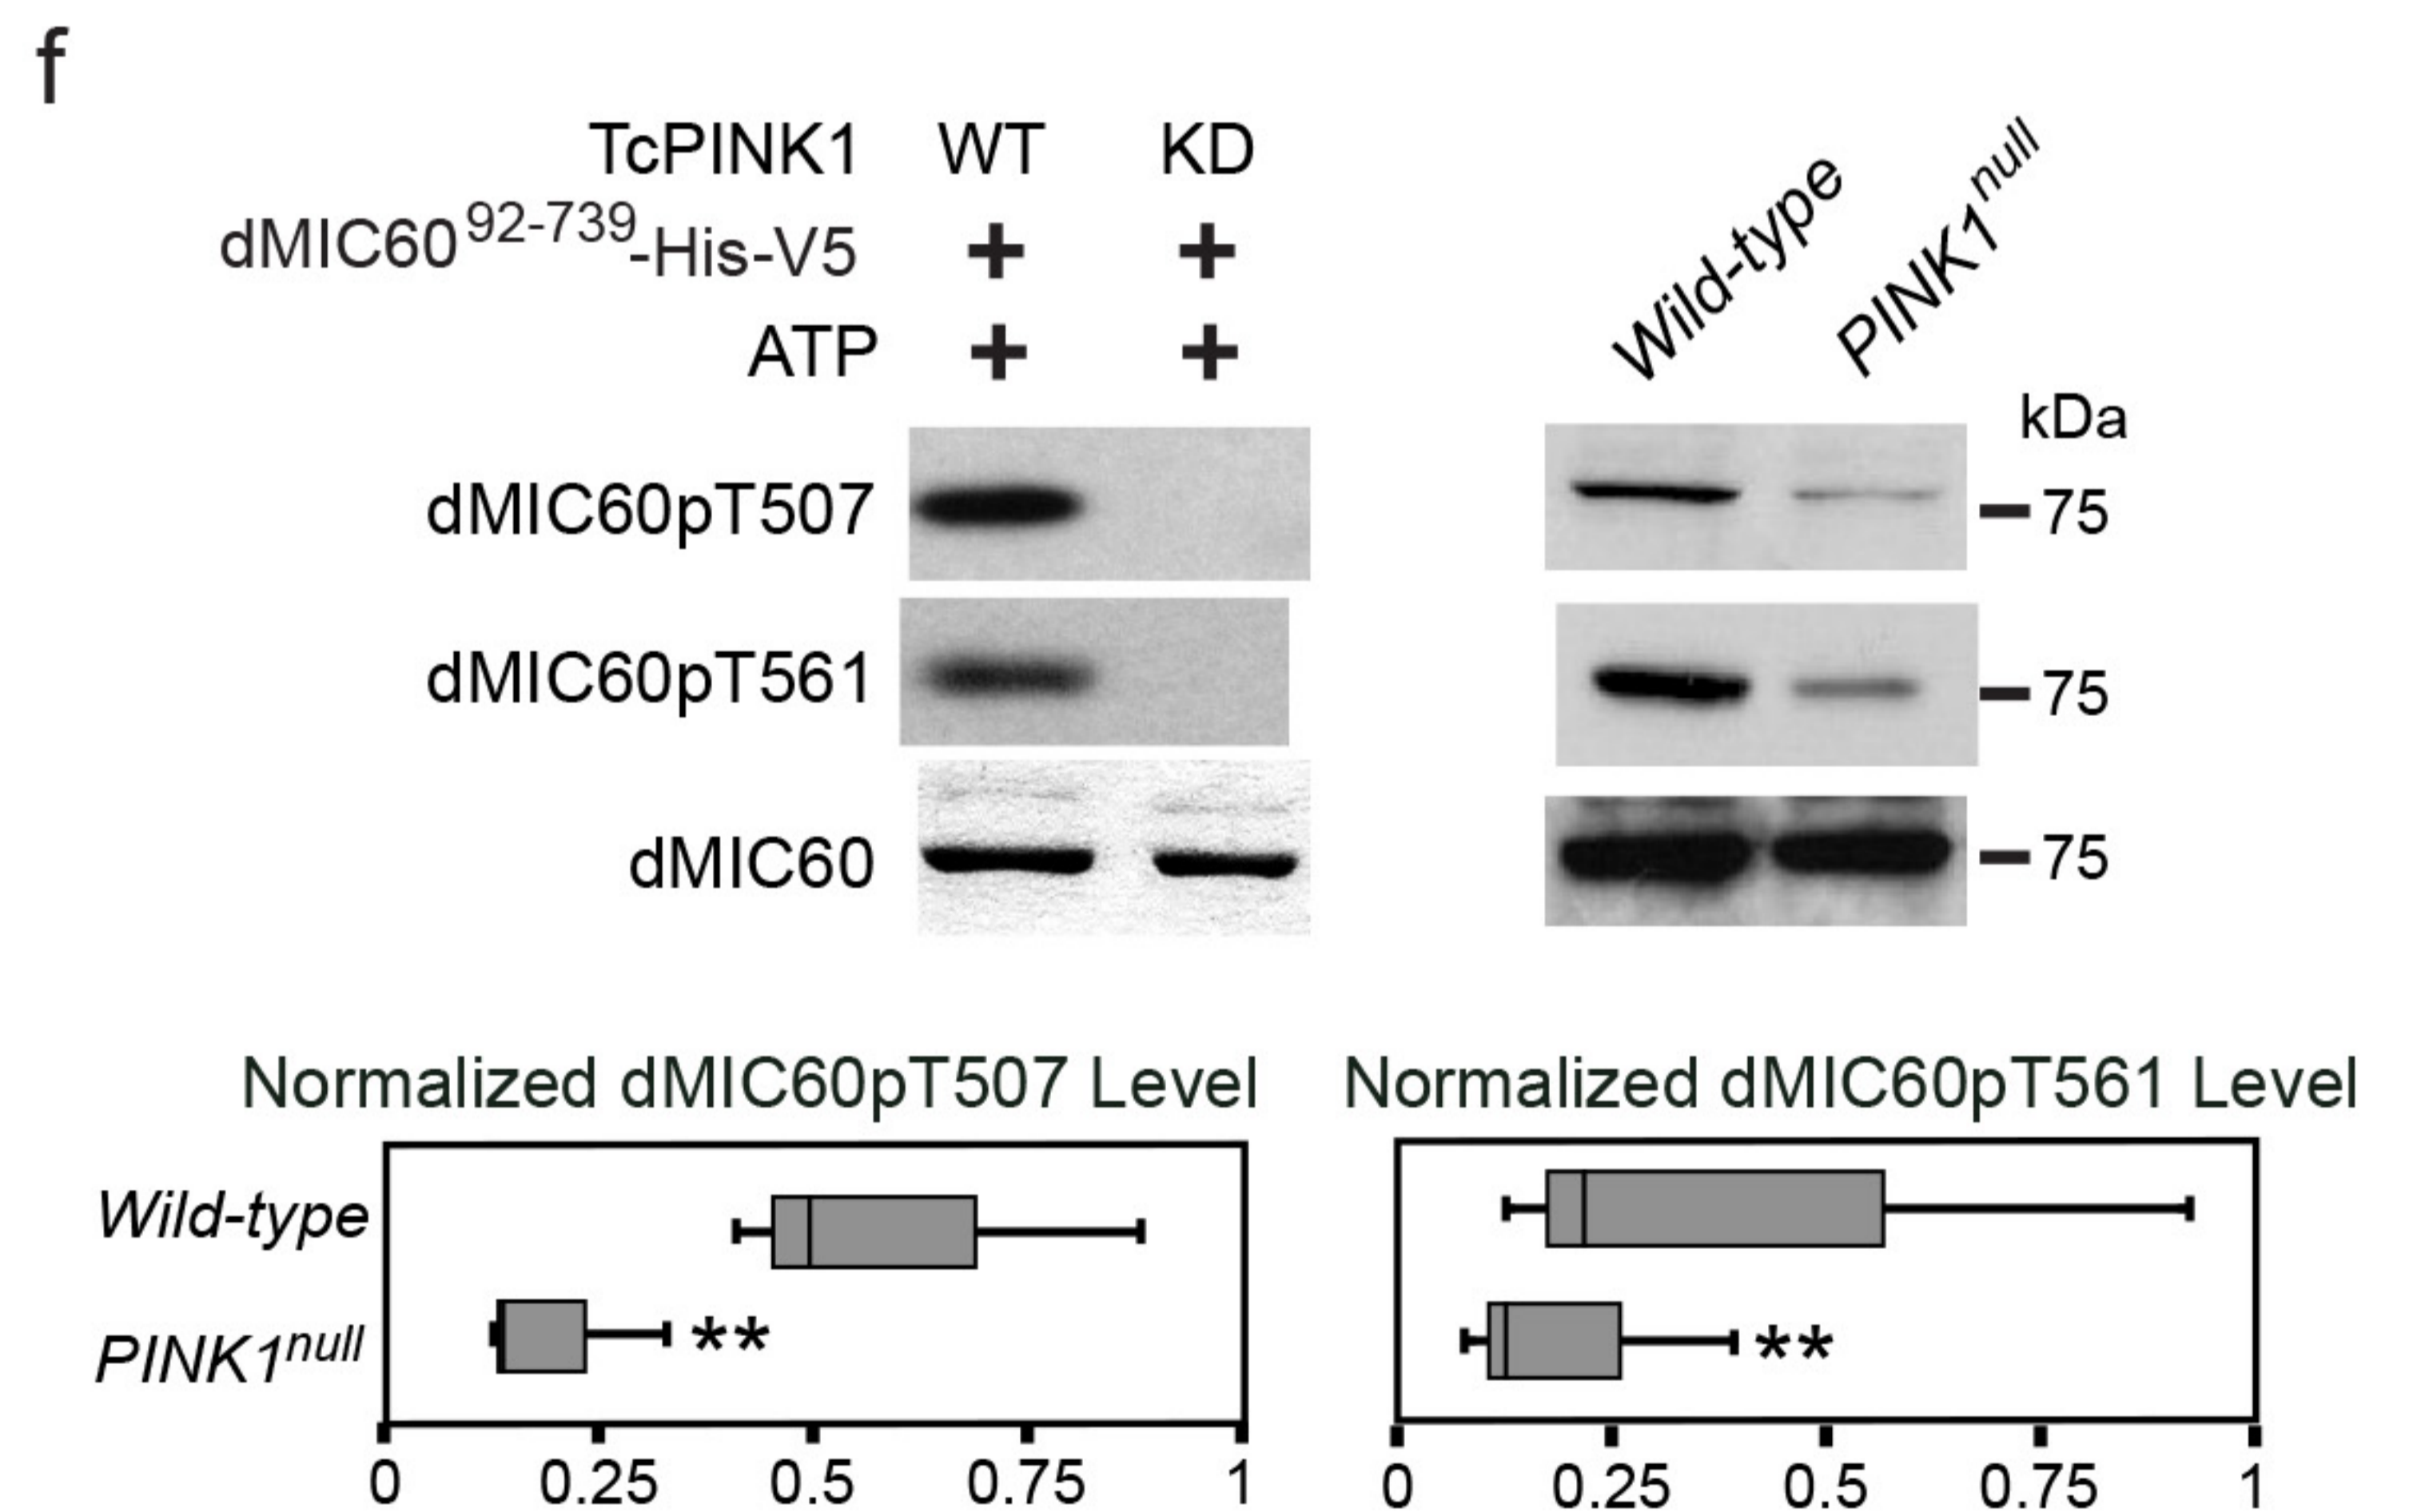 f
TcPINK1 WT KD
dMIC60^92-739-His-V5 + +
ATP + +
Wild-type PINK1^null
kDa
dMIC60pT507 75
dMIC60pT561 75
dMIC60 75
Normalized dMIC60pT507 Level
Wild-type
PINK1^null **
0 0.25 0.5 0.75 1
Normalized dMIC60pT561 Level
**
0 0.25 0.5 0.75 1